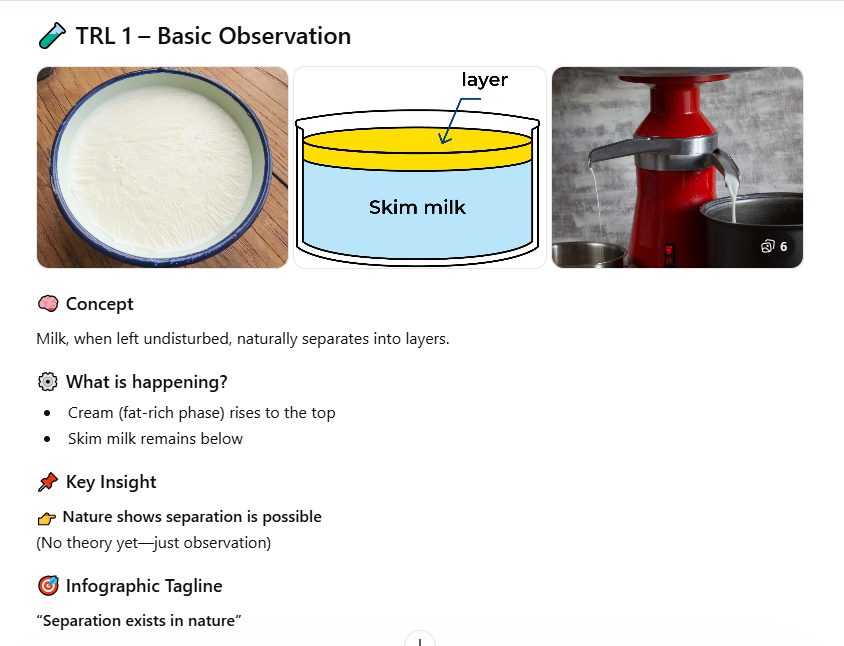 TRL 1 – Basic Observation
layer
Skim milk
6
Concept
Milk, when left undisturbed, naturally separates into layers.
What is happening?
Cream (fat-rich phase) rises to the top
Skim milk remains below
Key Insight
Nature shows separation is possible
(No theory yet—just observation)
Infographic Tagline
“Separation exists in nature”